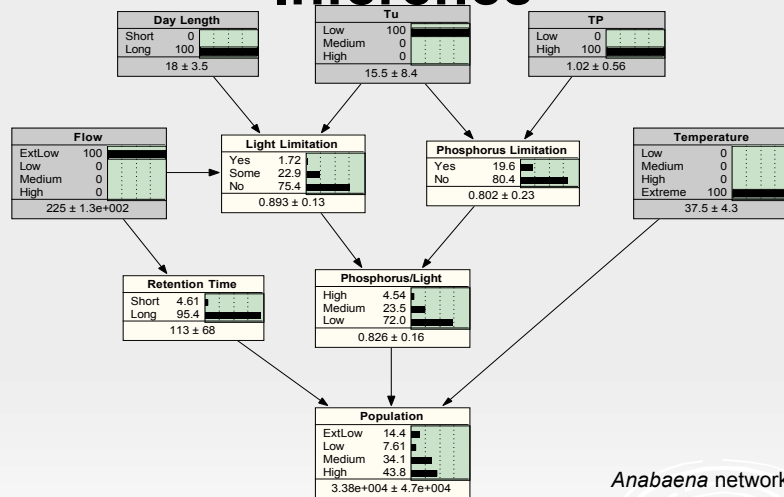 Inference
Day Length
Short 0
Long 100
18 ± 3.5
Tu
Low 100
Medium 0
High 0
15.5 ± 8.4
TP
Low 0
High 100
1.02 ± 0.56
Flow
ExtLow 100
Low 0
Medium 0
High 0
225 ± 1.3e+002
Light Limitation
Yes 1.72
Some 22.9
No 75.4
0.893 ± 0.13
Phosphorus Limitation
Yes 19.6
No 80.4
0.802 ± 0.23
Temperature
Low 0
Medium 0
High 0
Extreme 100
37.5 ± 4.3
Retention Time
Short 4.61
Long 95.4
113 ± 68
Phosphorus/Light
High 4.54
Medium 23.5
Low 72.0
0.826 ± 0.16
Population
ExtLow 14.4
Low 7.61
Medium 34.1
High 43.8
3.38e+004 ± 4.7e+004
Anabaena network